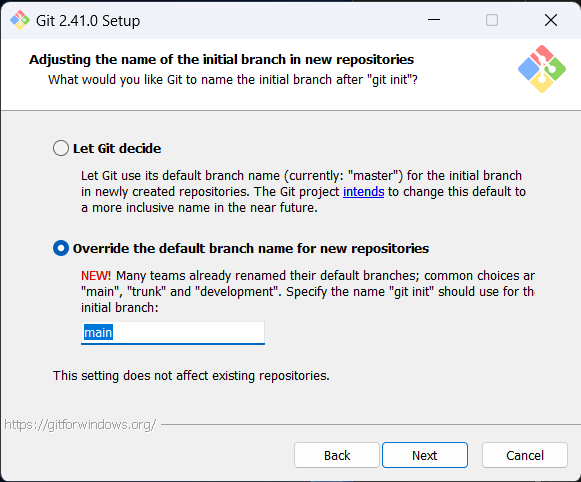 Git 2.41.0 Setup
Adjusting the name of the initial branch in new repositories
What would you like Git to name the initial branch after "git init"?
Let Git decide
Let Git use its default branch name (currently: "master") for the initial branch
in newly created repositories. The Git project intends to change this default to
a more inclusive name in the near future.
Override the default branch name for new repositories
NEW! Many teams already renamed their default branches; common choices ar
"main", "trunk" and "development". Specify the name "git init" should use for the
initial branch:
main
This setting does not affect existing repositories.
https://gitforwindows.org/
Back
Next
Cancel